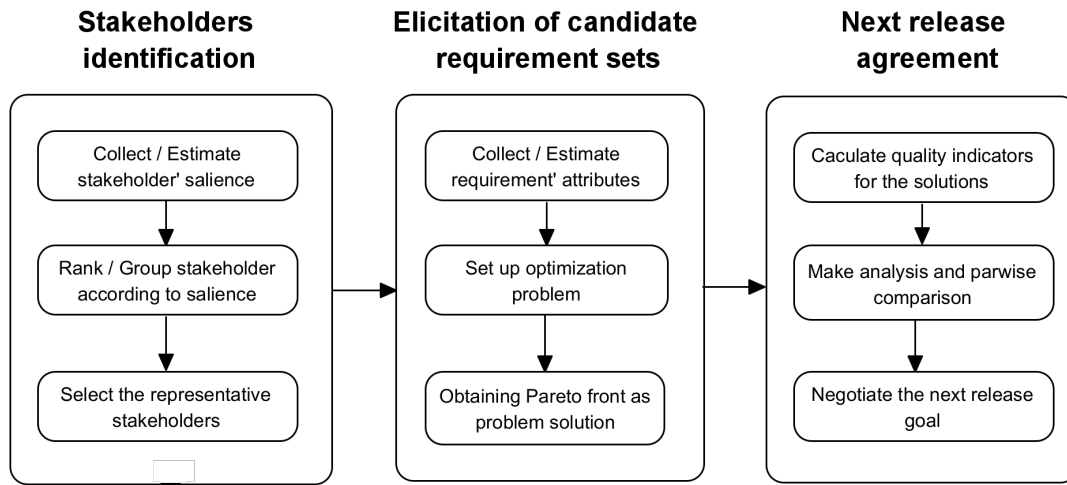 Stakeholders
identification
Collect / Estimate
stakeholder' salience
Rank / Group stakeholder
according to salience
Select the representative
stakeholders
Elicitation of candidate
requirement sets
Collect / Estimate
requirement' attributes
Set up optimization
problem
Obtaining Pareto front as
problem solution
Next release
agreement
Caculate quality indicators
for the solutions
Make analysis and parwise
comparison
Negotiate the next release
goal